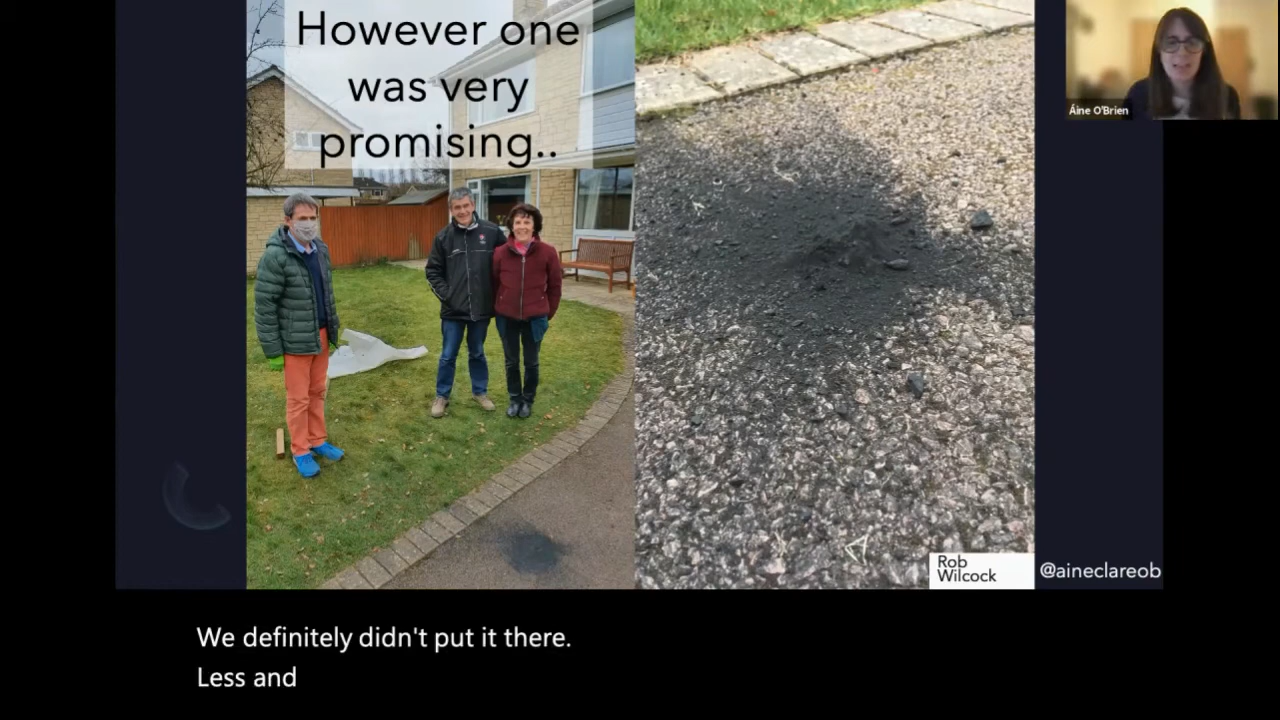 However one
was very
promising..
Áine O'Brien
Rob
Wilcock
@aineclareob
We definitely didn't put it there.
Less and